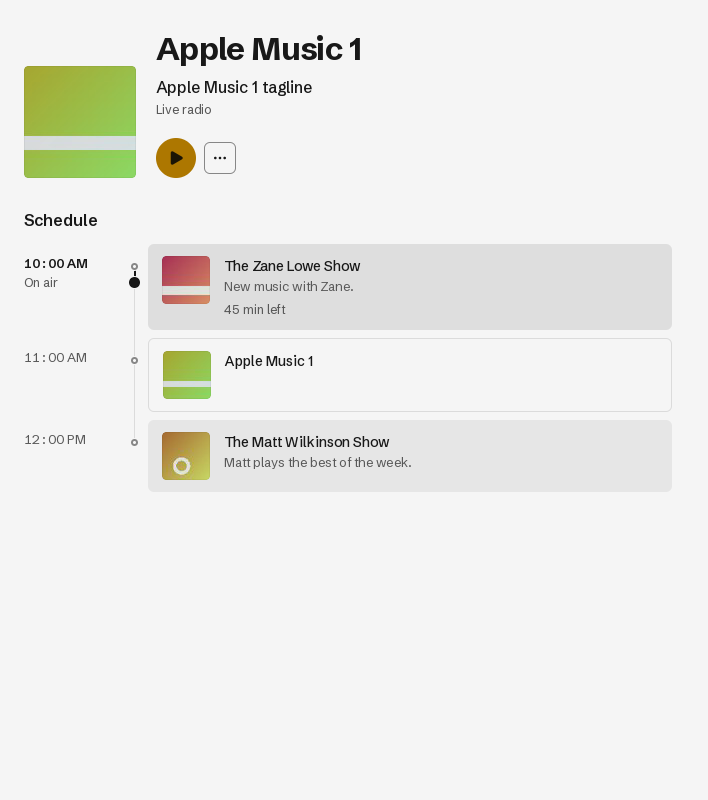 Apple Music 1
Apple Music 1 tagline
Live radio
Schedule
10:00 AM
On air
The Zane Lowe Show
New music with Zane.
45 min left
11:00 AM
Apple Music 1
12:00 PM
The Matt Wilkinson Show
Matt plays the best of the week.